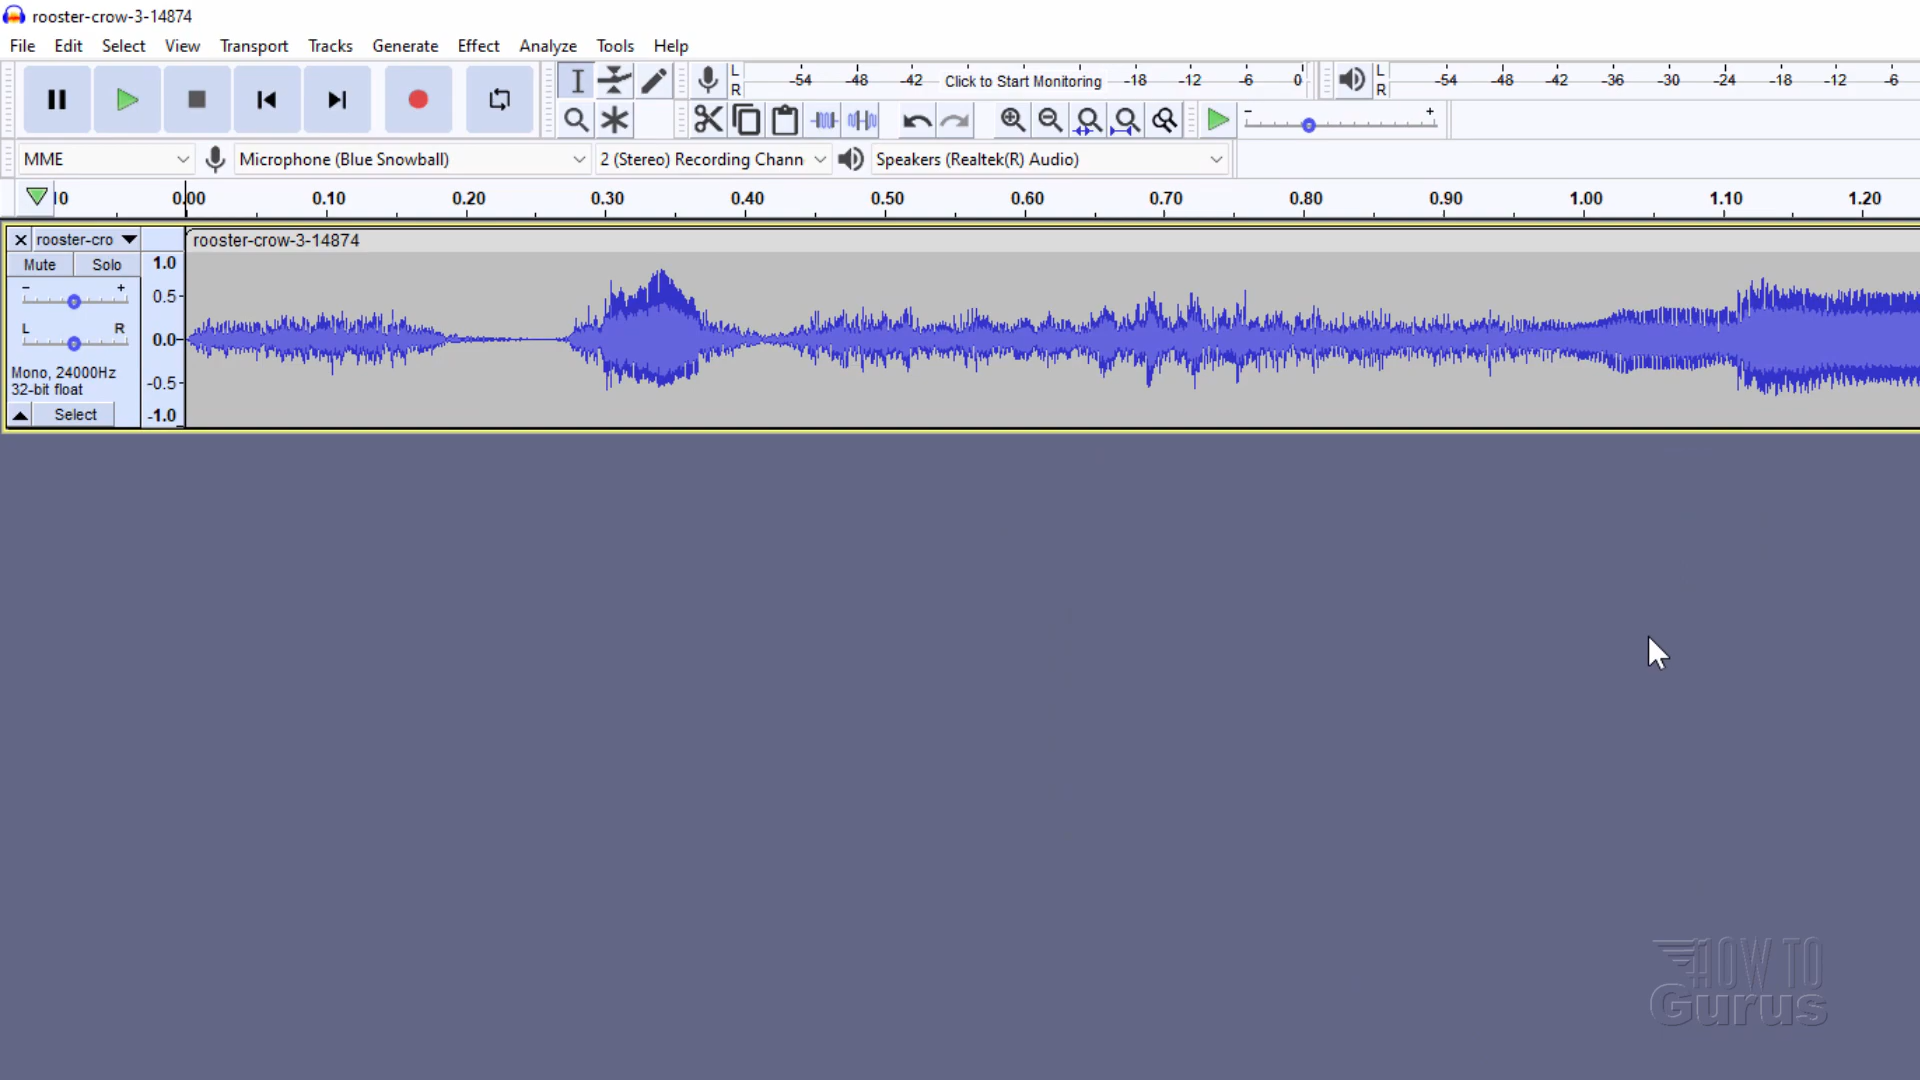 rooster-crow-3-14874
File Edit Select View Transport Tracks Generate Effect Analyze Tools Help
L -54 -48 -42 Click to Start Monitoring -18 -12 -6 0 L -54 -48 -42 -36 -30 -24 -18 -12 -6
R R
- +
MME Microphone (Blue Snowball) 2 (Stereo) Recording Chann Speakers (Realtek(R) Audio)
10 0.00 0.10 0.20 0.30 0.40 0.50 0.60 0.70 0.80 0.90 1.00 1.10 1.20
rooster-cro rooster-crow-3-14874
Mute Solo 1.0
- + 0.5
L R 0.0
Mono, 24000Hz
32-bit float -0.5
Select -1.0
HOW TO
Gurus